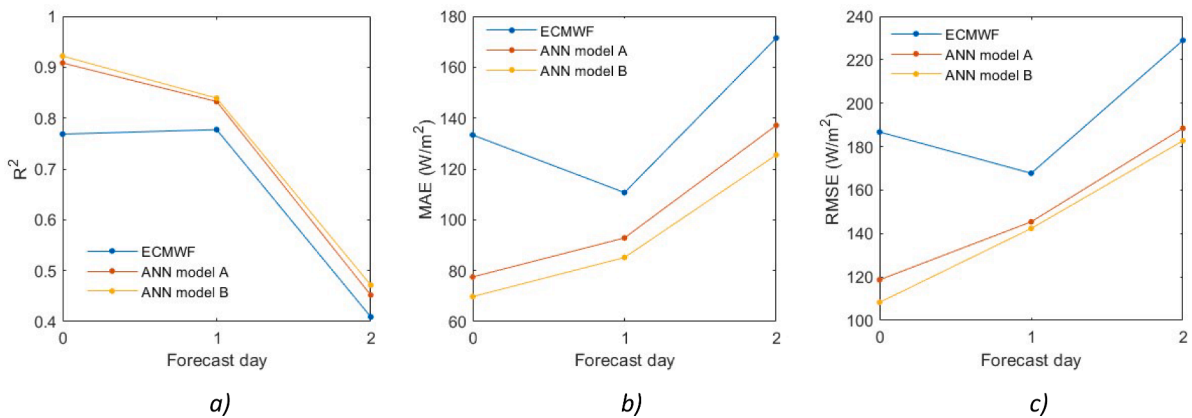 1
0.9
0.8
0.7
0.6
0.5
0.4
R²
ECMWF
ANN model A
ANN model B
0 1 2
Forecast day
a)
180
160
140
120
100
80
60
MAE (W/m²)
ECMWF
ANN model A
ANN model B
0 1 2
Forecast day
b)
240
220
200
180
160
140
120
100
RMSE (W/m²)
ECMWF
ANN model A
ANN model B
0 1 2
Forecast day
c)